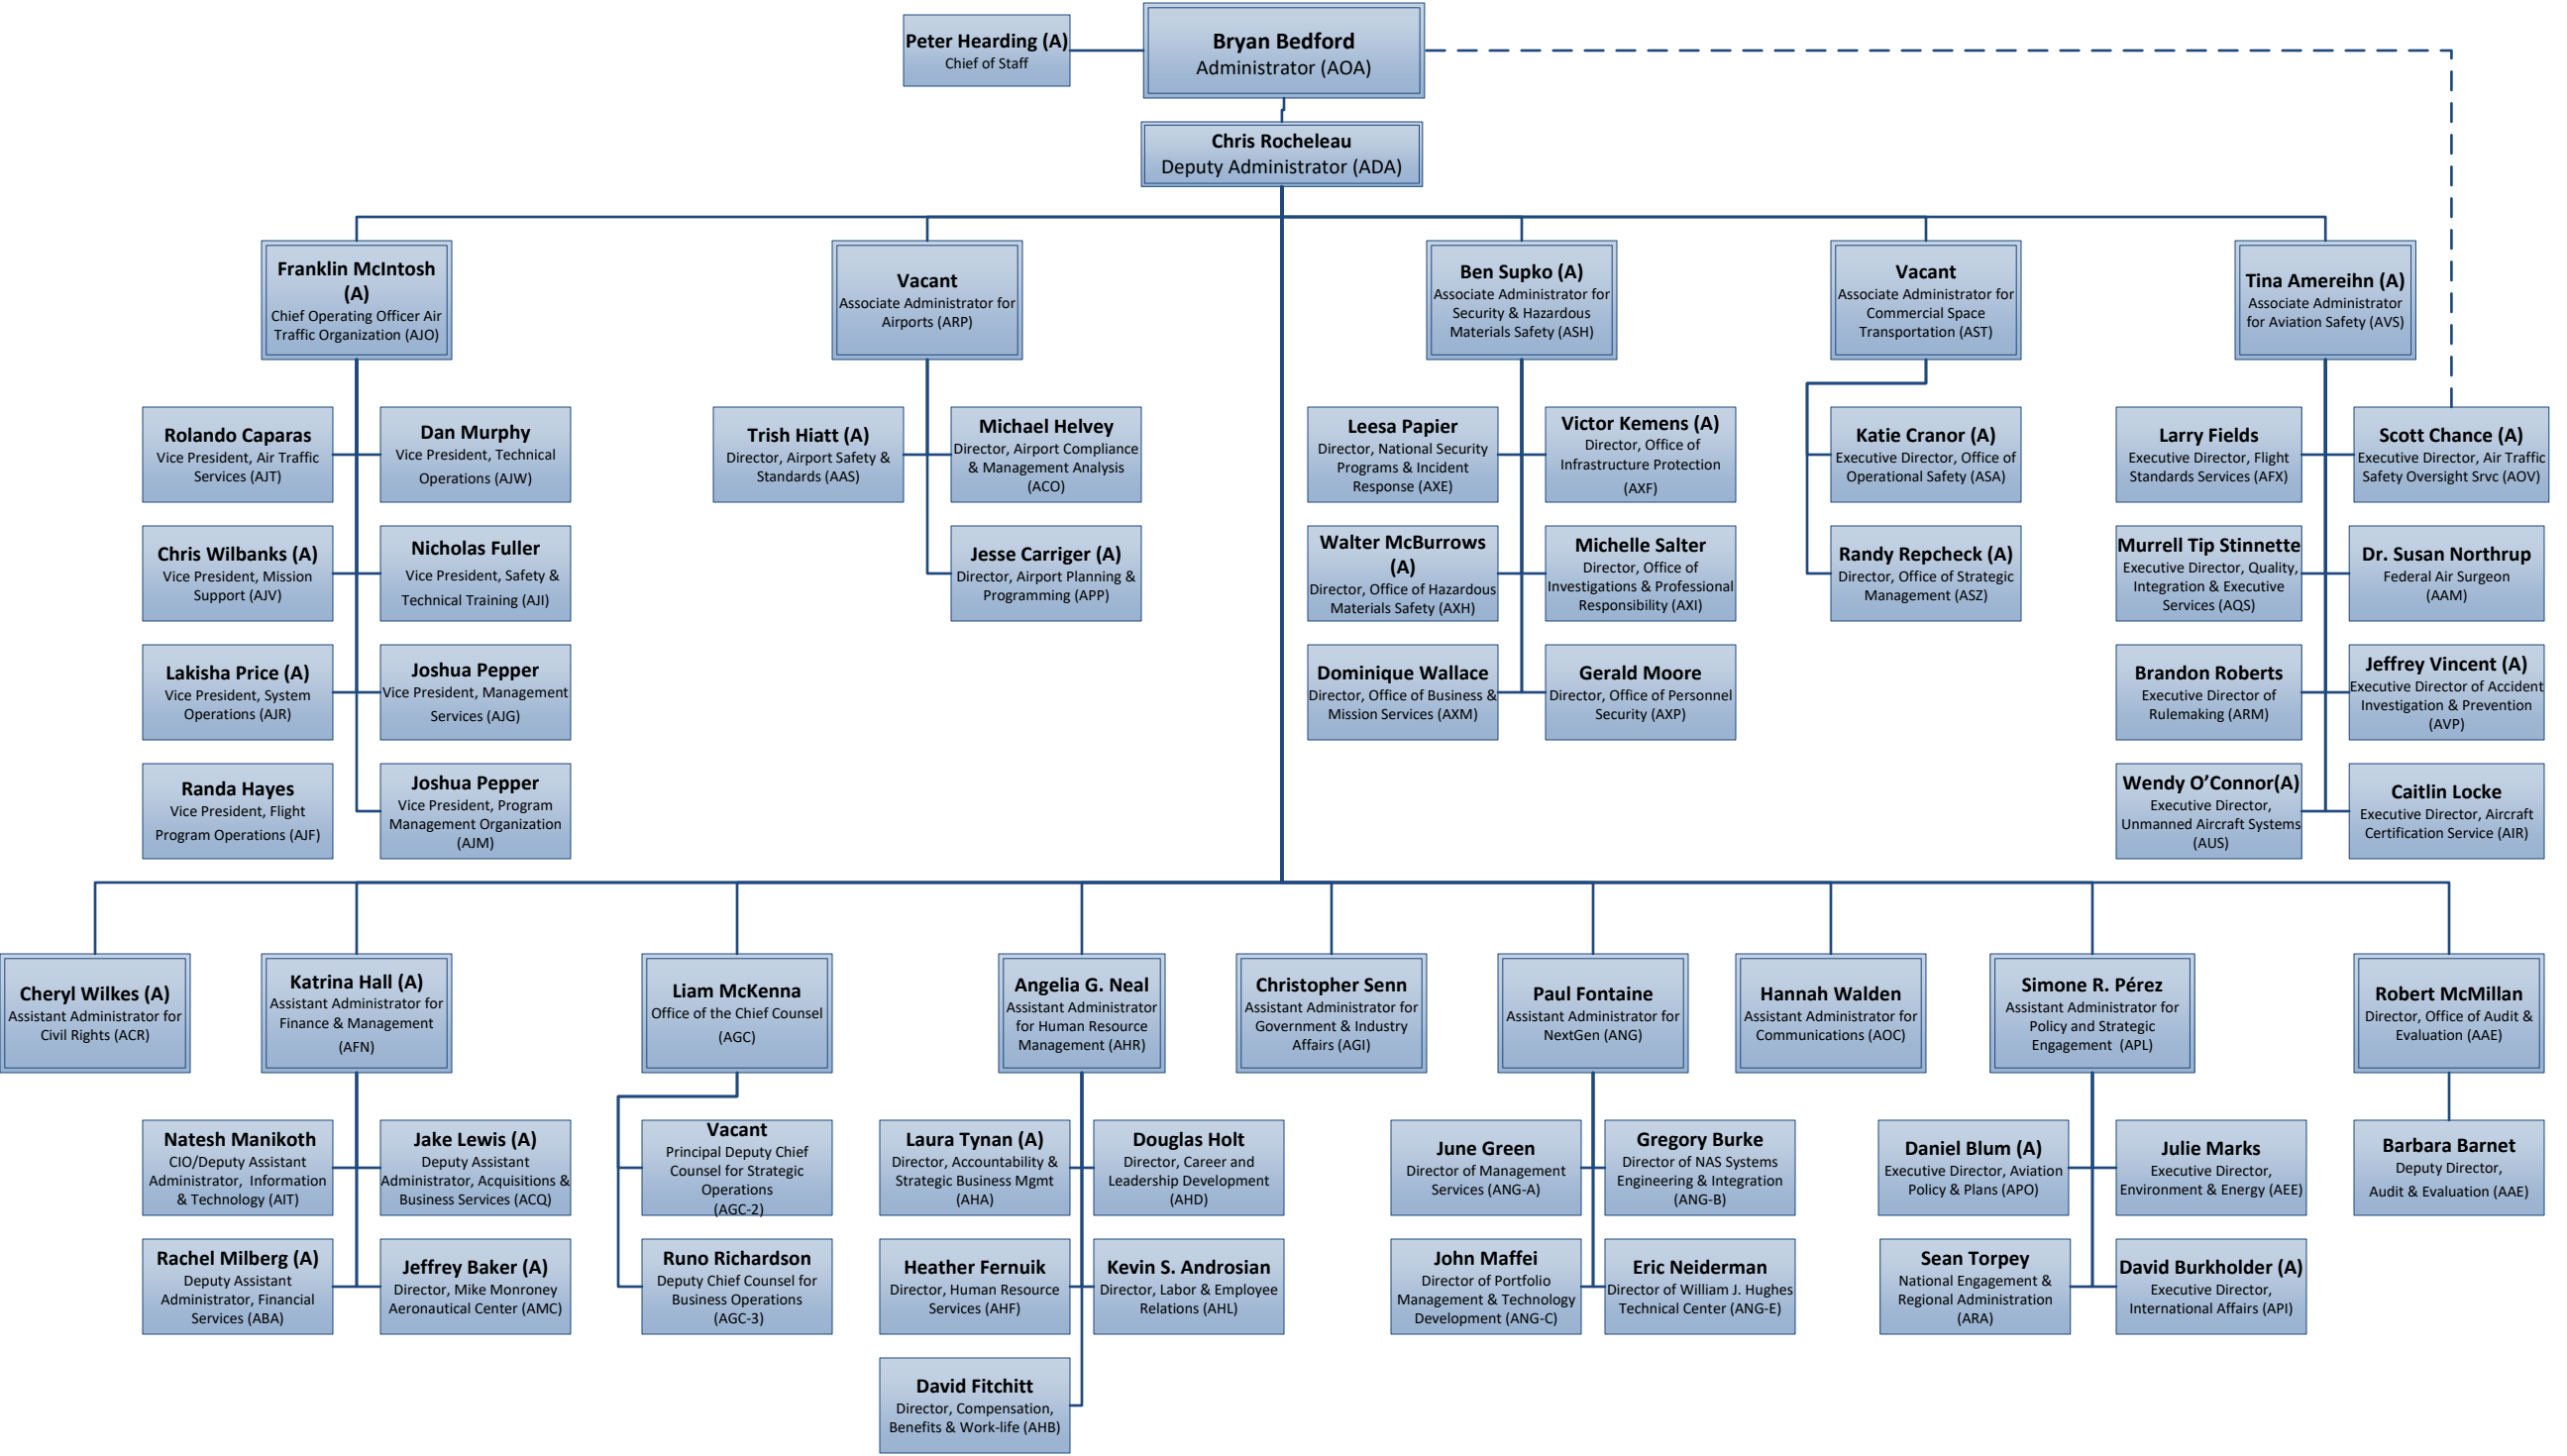 Peter Hearding (A)
Chief of Staff
Bryan Bedford
Administrator (AOA)
Chris Rocheleau
Deputy Administrator (ADA)
Franklin McIntosh
(A)
Chief Operating Officer Air
Traffic Organization (AJO)
Vacant
Associate Administrator for
Airports (ARP)
Ben Supko (A)
Associate Administrator for
Security & Hazardous
Materials Safety (ASH)
Vacant
Associate Administrator for
Commercial Space
Transportation (AST)
Tina Amereihn (A)
Associate Administrator
for Aviation Safety (AVS)
Rolando Caparas
Vice President, Air Traffic
Services (AJT)
Dan Murphy
Vice President, Technical
Operations (AJW)
Chris Wilbanks (A)
Vice President, Mission
Support (AJV)
Nicholas Fuller
Vice President, Safety &
Technical Training (AJI)
Lakisha Price (A)
Vice President, System
Operations (AJR)
Joshua Pepper
Vice President, Management
Services (AJG)
Randa Hayes
Vice President, Flight
Program Operations (AJF)
Joshua Pepper
Vice President, Program
Management Organization
(AJM)
Trish Hiatt (A)
Director, Airport Safety &
Standards (AAS)
Michael Helvey
Director, Airport Compliance
& Management Analysis
(ACO)
Jesse Carriger (A)
Director, Airport Planning &
Programming (APP)
Leesa Papier
Director, National Security
Programs & Incident
Response (AXE)
Victor Kemens (A)
Director, Office of
Infrastructure Protection
(AXF)
Walter McBurrows
(A)
Director, Office of Hazardous
Materials Safety (AXH)
Michelle Salter
Director, Office of
Investigations & Professional
Responsibility (AXI)
Dominique Wallace
Director, Office of Business &
Mission Services (AXM)
Gerald Moore
Director, Office of Personnel
Security (AXP)
Katie Cranor (A)
Executive Director, Office of
Operational Safety (ASA)
Randy Repcheck (A)
Director, Office of Strategic
Management (ASZ)
Larry Fields
Executive Director, Flight
Standards Services (AFX)
Scott Chance (A)
Executive Director, Air Traffic
Safety Oversight Srvc (AOV)
Murrell Tip Stinnette
Executive Director, Quality,
Integration & Executive
Services (AQS)
Dr. Susan Northrup
Federal Air Surgeon
(AAM)
Brandon Roberts
Executive Director of
Rulemaking (ARM)
Jeffrey Vincent (A)
Executive Director of Accident
Investigation & Prevention
(AVP)
Wendy O’Connor(A)
Executive Director,
Unmanned Aircraft Systems
(AUS)
Caitlin Locke
Executive Director, Aircraft
Certification Service (AIR)
Cheryl Wilkes (A)
Assistant Administrator for
Civil Rights (ACR)
Katrina Hall (A)
Assistant Administrator for
Finance & Management
(AFN)
Liam McKenna
Office of the Chief Counsel
(AGC)
Angelia G. Neal
Assistant Administrator
for Human Resource
Management (AHR)
Christopher Senn
Assistant Administrator for
Government & Industry
Affairs (AGI)
Paul Fontaine
Assistant Administrator for
NextGen (ANG)
Hannah Walden
Assistant Administrator for
Communications (AOC)
Simone R. Pérez
Assistant Administrator for
Policy and Strategic
Engagement (APL)
Robert McMillan
Director, Office of Audit &
Evaluation (AAE)
Natesh Manikoth
CIO/Deputy Assistant
Administrator, Information
& Technology (AIT)
Jake Lewis (A)
Deputy Assistant
Administrator, Acquisitions &
Business Services (ACQ)
Rachel Milberg (A)
Deputy Assistant
Administrator, Financial
Services (ABA)
Jeffrey Baker (A)
Director, Mike Monroney
Aeronautical Center (AMC)
Vacant
Principal Deputy Chief
Counsel for Strategic
Operations
(AGC-2)
Runo Richardson
Deputy Chief Counsel for
Business Operations
(AGC-3)
Laura Tynan (A)
Director, Accountability &
Strategic Business Mgmt
(AHA)
Douglas Holt
Director, Career and
Leadership Development
(AHD)
Heather Fernuik
Director, Human Resource
Services (AHF)
Kevin S. Androsian
Director, Labor & Employee
Relations (AHL)
David Fitchitt
Director, Compensation,
Benefits & Work-life (AHB)
June Green
Director of Management
Services (ANG-A)
Gregory Burke
Director of NAS Systems
Engineering & Integration
(ANG-B)
John Maffei
Director of Portfolio
Management & Technology
Development (ANG-C)
Eric Neiderman
Director of William J. Hughes
Technical Center (ANG-E)
Daniel Blum (A)
Executive Director, Aviation
Policy & Plans (APO)
Julie Marks
Executive Director,
Environment & Energy (AEE)
Sean Torpey
National Engagement &
Regional Administration
(ARA)
David Burkholder (A)
Executive Director,
International Affairs (API)
Barbara Barnet
Deputy Director,
Audit & Evaluation (AAE)